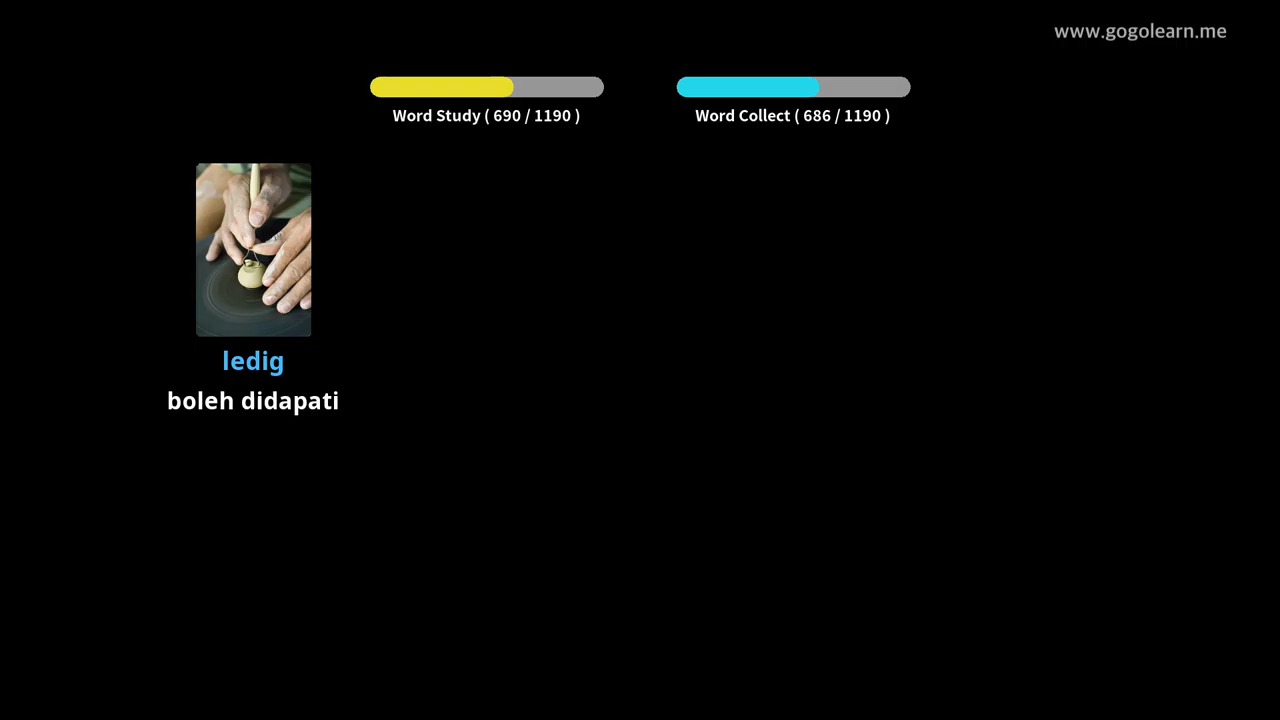 www.gogolearn.me
Word Study ( 690 / 1190 )
Word Collect ( 686 / 1190 )
ledig
boleh didapati